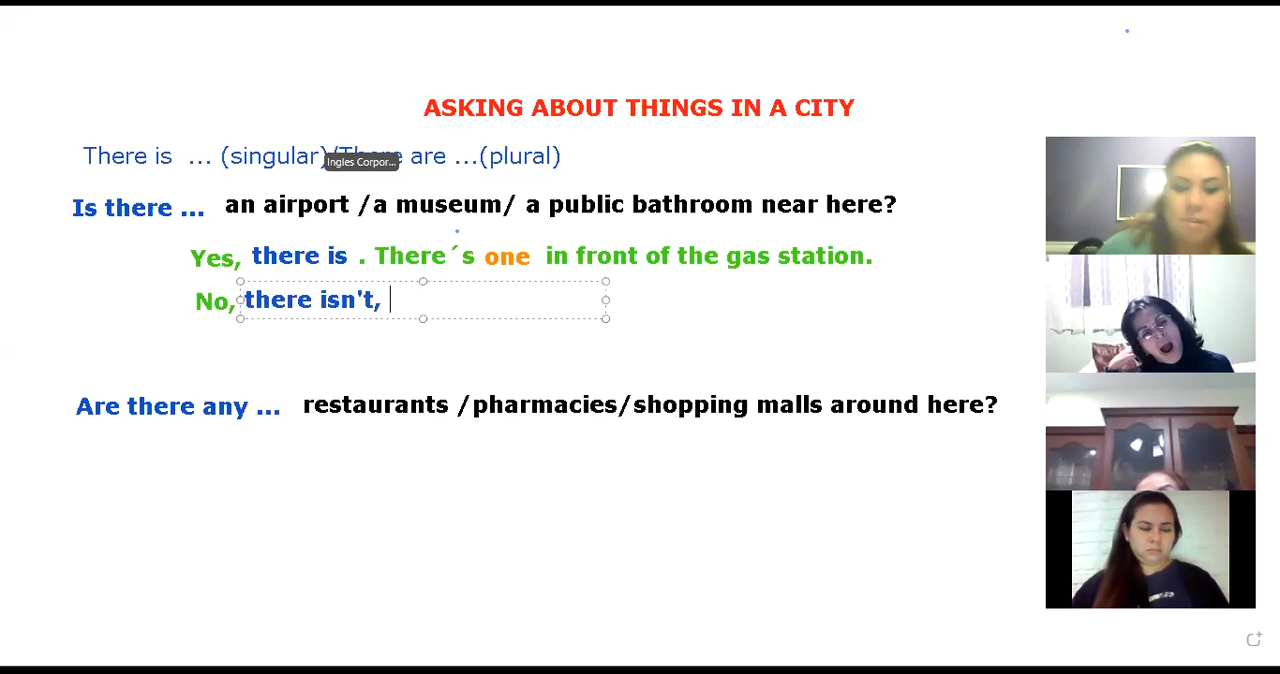 ASKING ABOUT THINGS IN A CITY
There is ... (singular)/There are ...(plural)
Ingles Corpor...
Is there ... an airport /a museum/ a public bathroom near here?
Yes, there is . There´s one in front of the gas station.
No, there isn't,
Are there any ... restaurants /pharmacies/shopping malls around here?